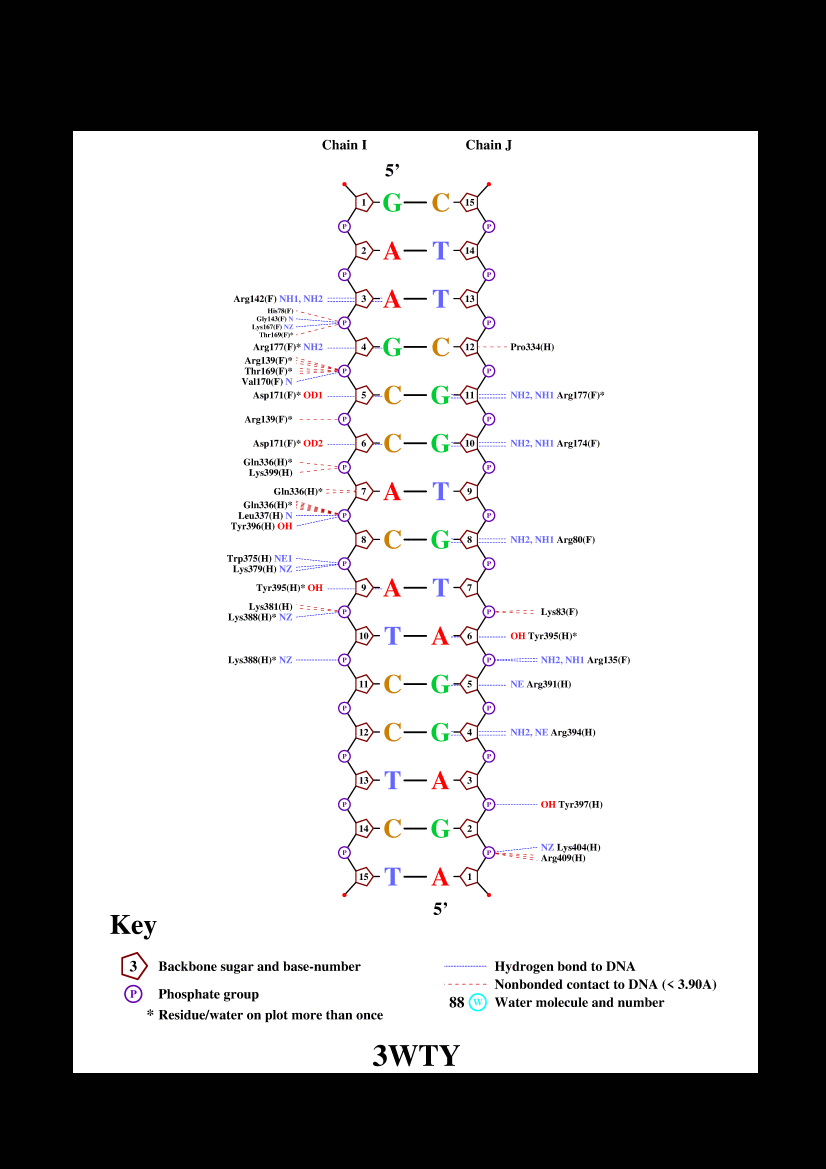 Chain I Chain J
5'
1 G C 15
P P
2 A T 14
P P
Arg142(F) NH1, NH2 3 A T 13
His78(F)
Gly143(F) N P P
Lys167(F) NZ
Thr169(F)*
Arg177(F)* NH2 4 G C 12 Pro334(H)
Arg139(F)*
Thr169(F)* P P
Val170(F) N
Asp171(F)* OD1 5 C G 11 NH2, NH1 Arg177(F)*
Arg139(F)* P P
Asp171(F)* OD2 6 C G 10 NH2, NH1 Arg174(F)
Gln336(H)* P P
Lys399(H)
Gln336(H)* 7 A T 9
Gln336(H)*
Leu337(H) N P P
Tyr396(H) OH
8 C G 8 NH2, NH1 Arg80(F)
Trp375(H) NE1 P P
Lys379(H) NZ
Tyr395(H)* OH 9 A T 7
Lys381(H) P P Lys83(F)
Lys388(H)* NZ
10 T A 6 OH Tyr395(H)*
Lys388(H)* NZ P P NH2, NH1 Arg135(F)
11 C G 5 NE Arg391(H)
P P
12 C G 4 NH2, NE Arg394(H)
P P
13 T A 3
P P OH Tyr397(H)
14 C G 2
P P NZ Lys404(H)
Arg409(H)
15 T A 1
5'
Key
3 Backbone sugar and base-number
P Phosphate group
* Residue/water on plot more than once
Hydrogen bond to DNA
Nonbonded contact to DNA (< 3.90A)
88 W Water molecule and number
3WTY